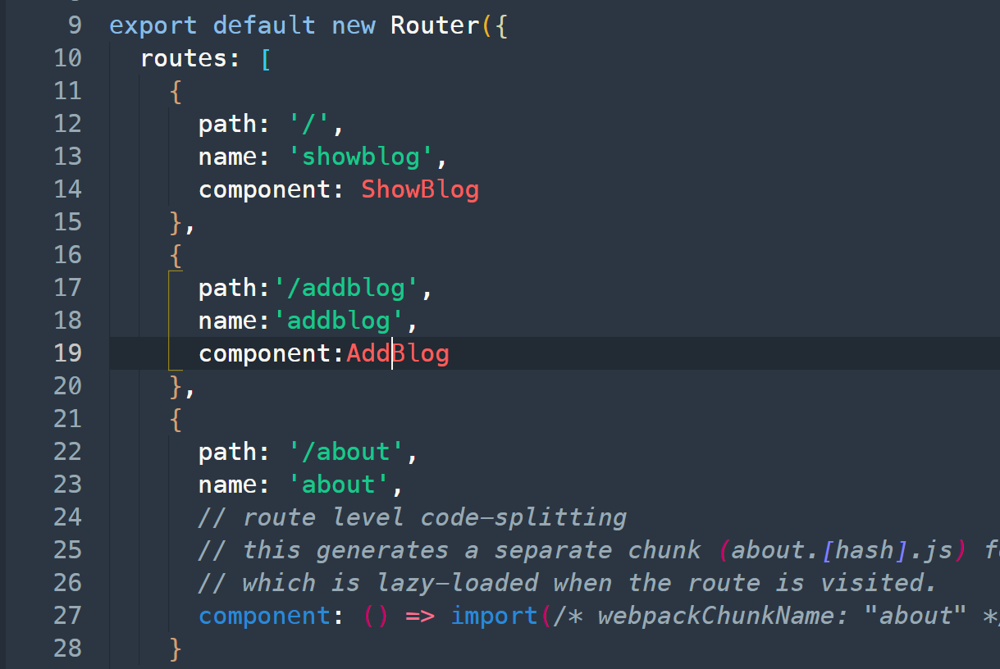 9 export default new Router({
10 routes: [
11 {
12 path: '/',
13 name: 'showblog',
14 component: ShowBlog
15 },
16 {
17 path:'/addblog',
18 name:'addblog',
19 component:AddBlog
20 },
21 {
22 path: '/about',
23 name: 'about',
24 // route level code-splitting
25 // this generates a separate chunk (about.[hash].js)
26 // which is lazy-loaded when the route is visited.
27 component: () => import(/* webpackChunkName: "about" *
28 }